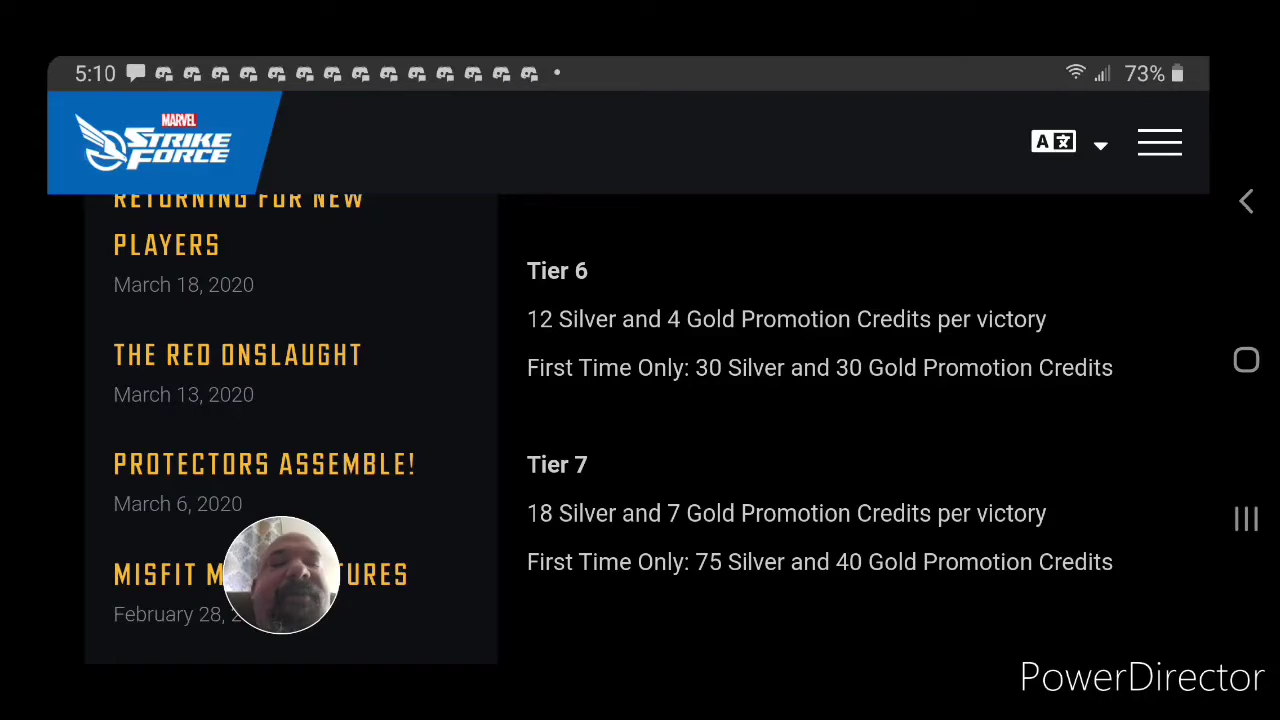 5:10
73%
MARVEL
STRIKE
FORCE
A
RETURNING FOR NEW
PLAYERS
March 18, 2020
THE RED ONSLAUGHT
March 13, 2020
PROTECTORS ASSEMBLE!
March 6, 2020
MISFIT
February 28,
Tier 6
12 Silver and 4 Gold Promotion Credits per victory
First Time Only: 30 Silver and 30 Gold Promotion Credits
Tier 7
18 Silver and 7 Gold Promotion Credits per victory
First Time Only: 75 Silver and 40 Gold Promotion Credits
PowerDirector